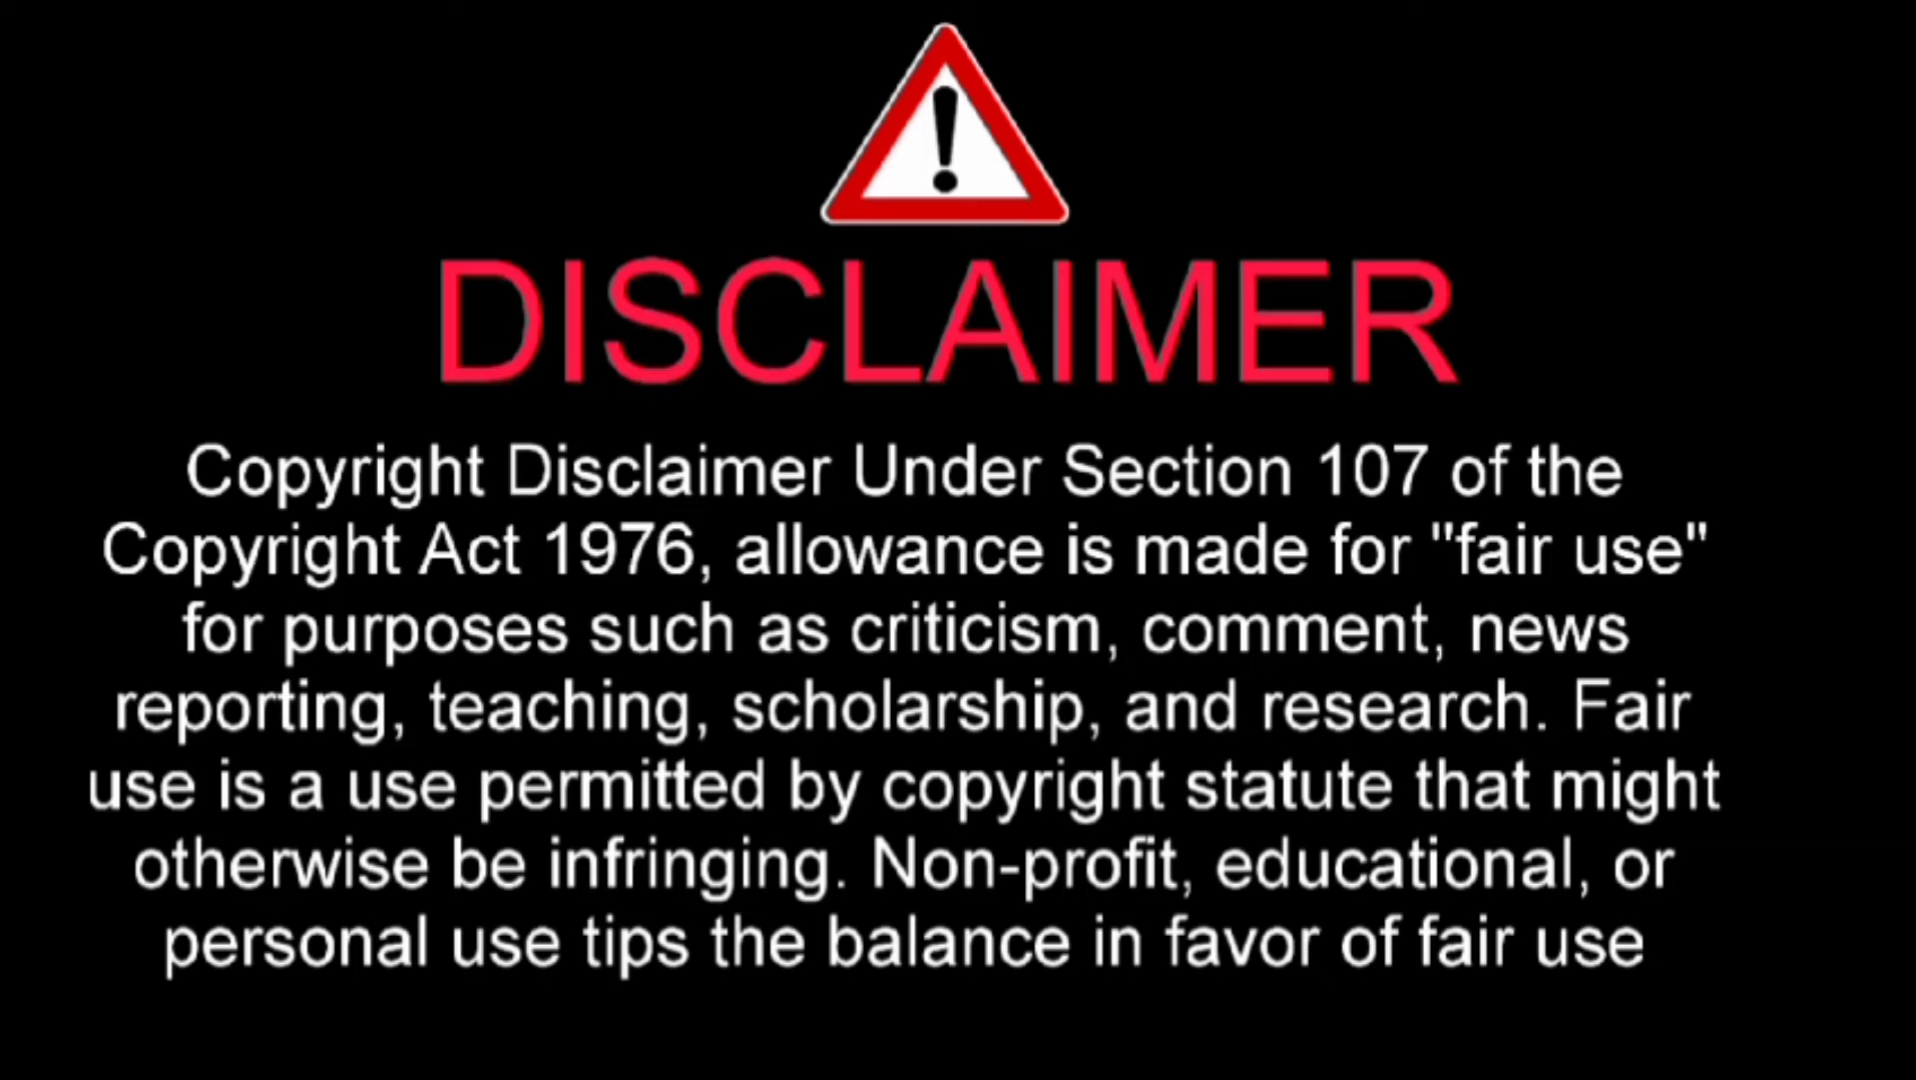 DISCLAIMER
Copyright Disclaimer Under Section 107 of the
Copyright Act 1976, allowance is made for "fair use"
for purposes such as criticism, comment, news
reporting, teaching, scholarship, and research. Fair
use is a use permitted by copyright statute that might
otherwise be infringing. Non-profit, educational, or
personal use tips the balance in favor of fair use